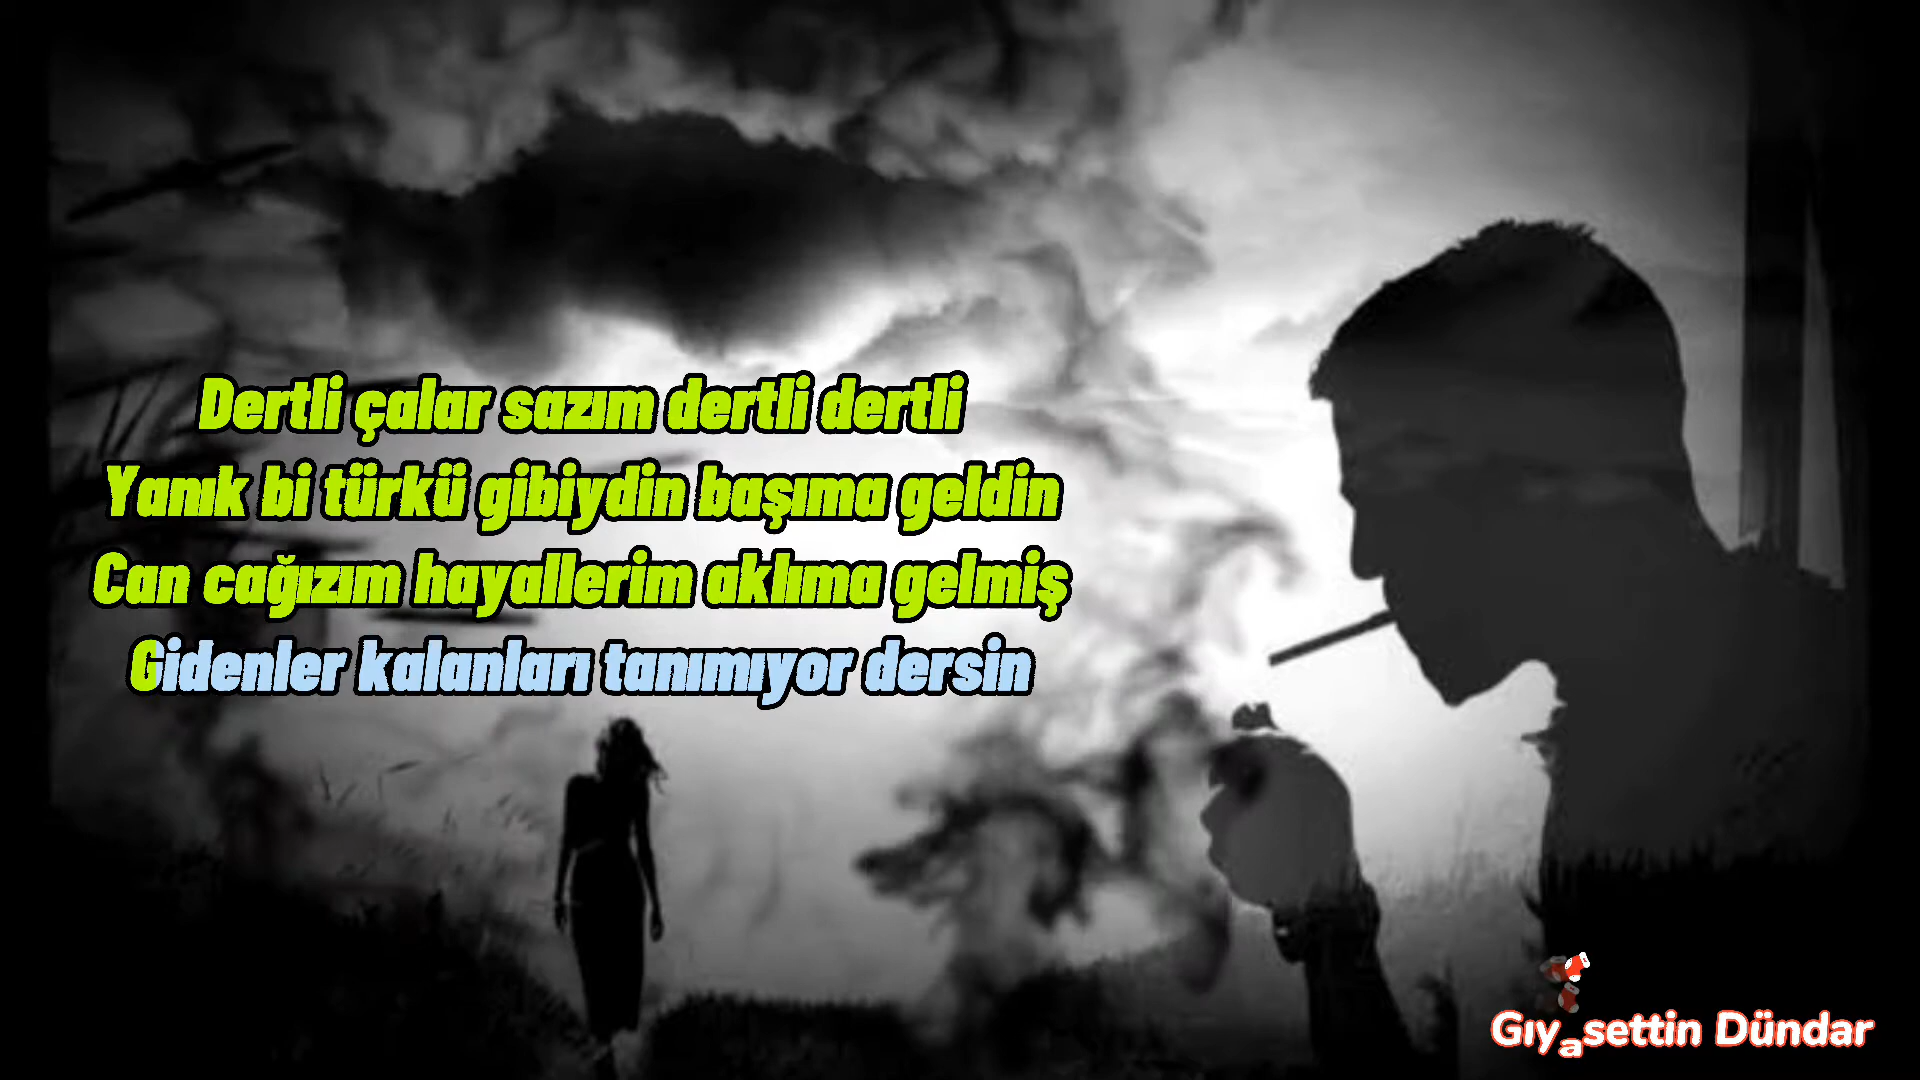 Dertli çalar sazım dertli dertli
Yanık bi türkü gibiydin başıma geldin
Can cağızım hayallerim aklıma gelmiş
Gidenler kalanları tanımıyor dersin
Gıyasettin Dündar